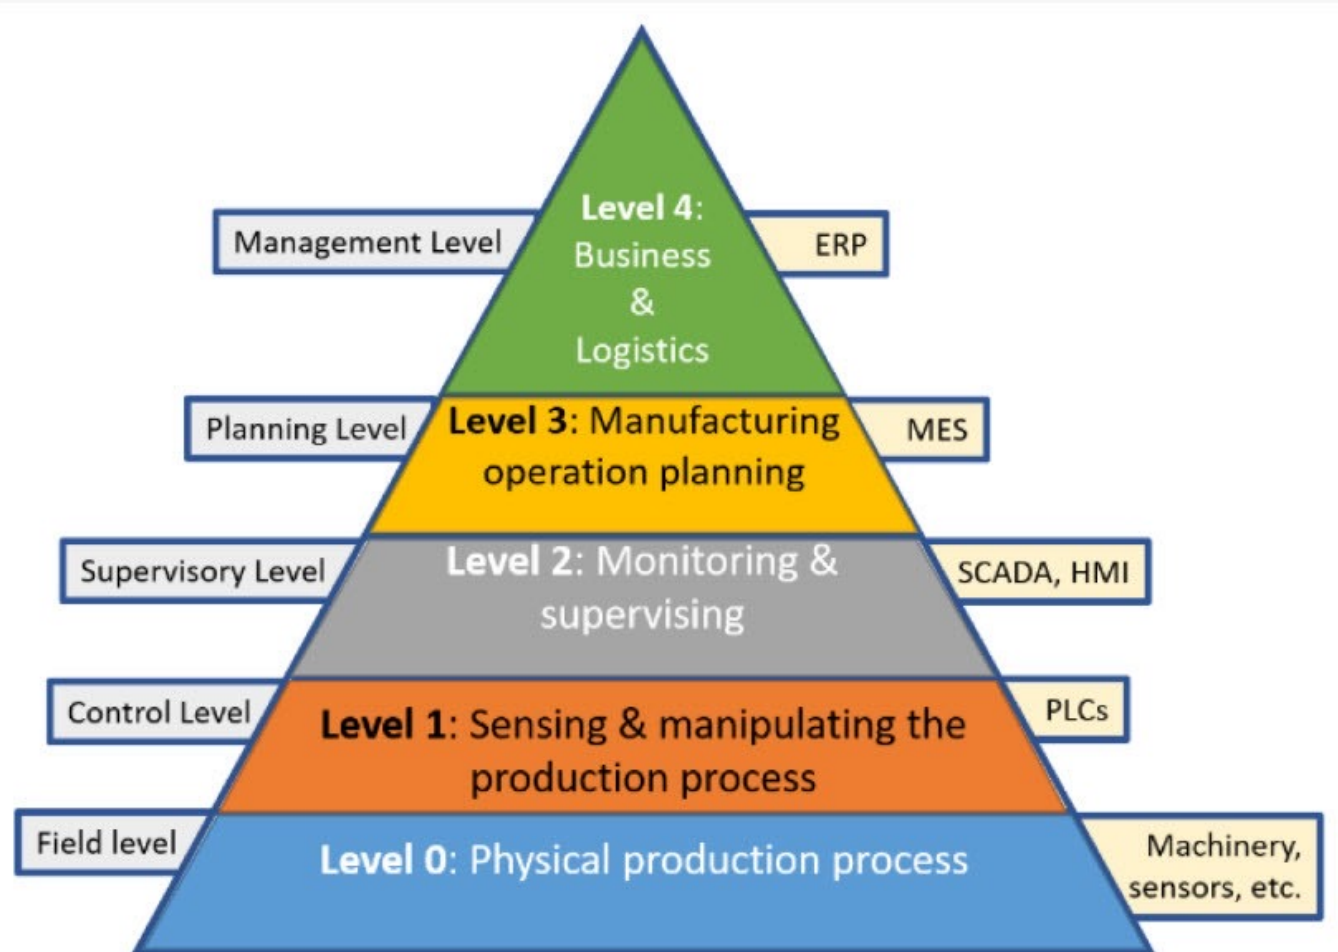 Level 4:
Business
&
Logistics
Management Level
ERP
Level 3: Manufacturing
operation planning
Planning Level
MES
Level 2: Monitoring &
supervising
Supervisory Level
SCADA, HMI
Level 1: Sensing & manipulating the
production process
Control Level
PLCs
Level 0: Physical production process
Field level
Machinery,
sensors, etc.